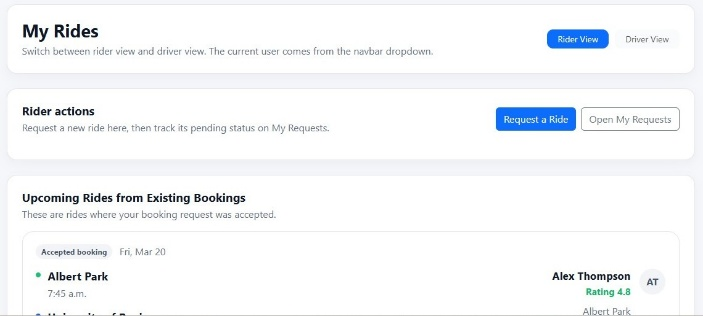 My Rides
Switch between rider view and driver view. The current user comes from the navbar dropdown.
Rider View
Driver View
Rider actions
Request a new ride here, then track its pending status on My Requests.
Request a Ride
Open My Requests
Upcoming Rides from Existing Bookings
These are rides where your booking request was accepted.
Accepted booking
Fri, Mar 20
Albert Park
7:45 a.m.
Alex Thompson
Rating 4.8
AT
Albert Park
University of